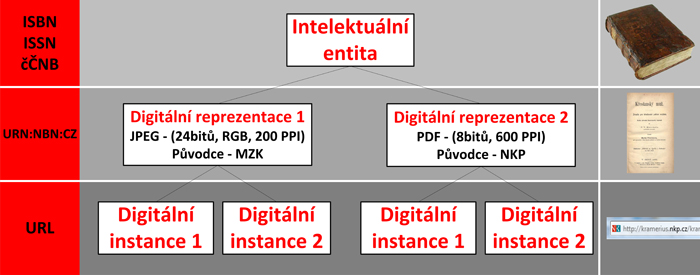 ISBN
ISSN
čČNB
Intelektuální
entita
URN:NBN:CZ
Digitální reprezentace 1
JPEG - (24bitů, RGB, 200 PPI)
Původce - MZK
Digitální reprezentace 2
PDF - (8bitů, 600 PPI)
Původce - NKP
URL
Digitální
instance 1
Digitální
instance 2
Digitální
instance 1
Digitální
instance 2
http://kramerius.nkp.cz/kram